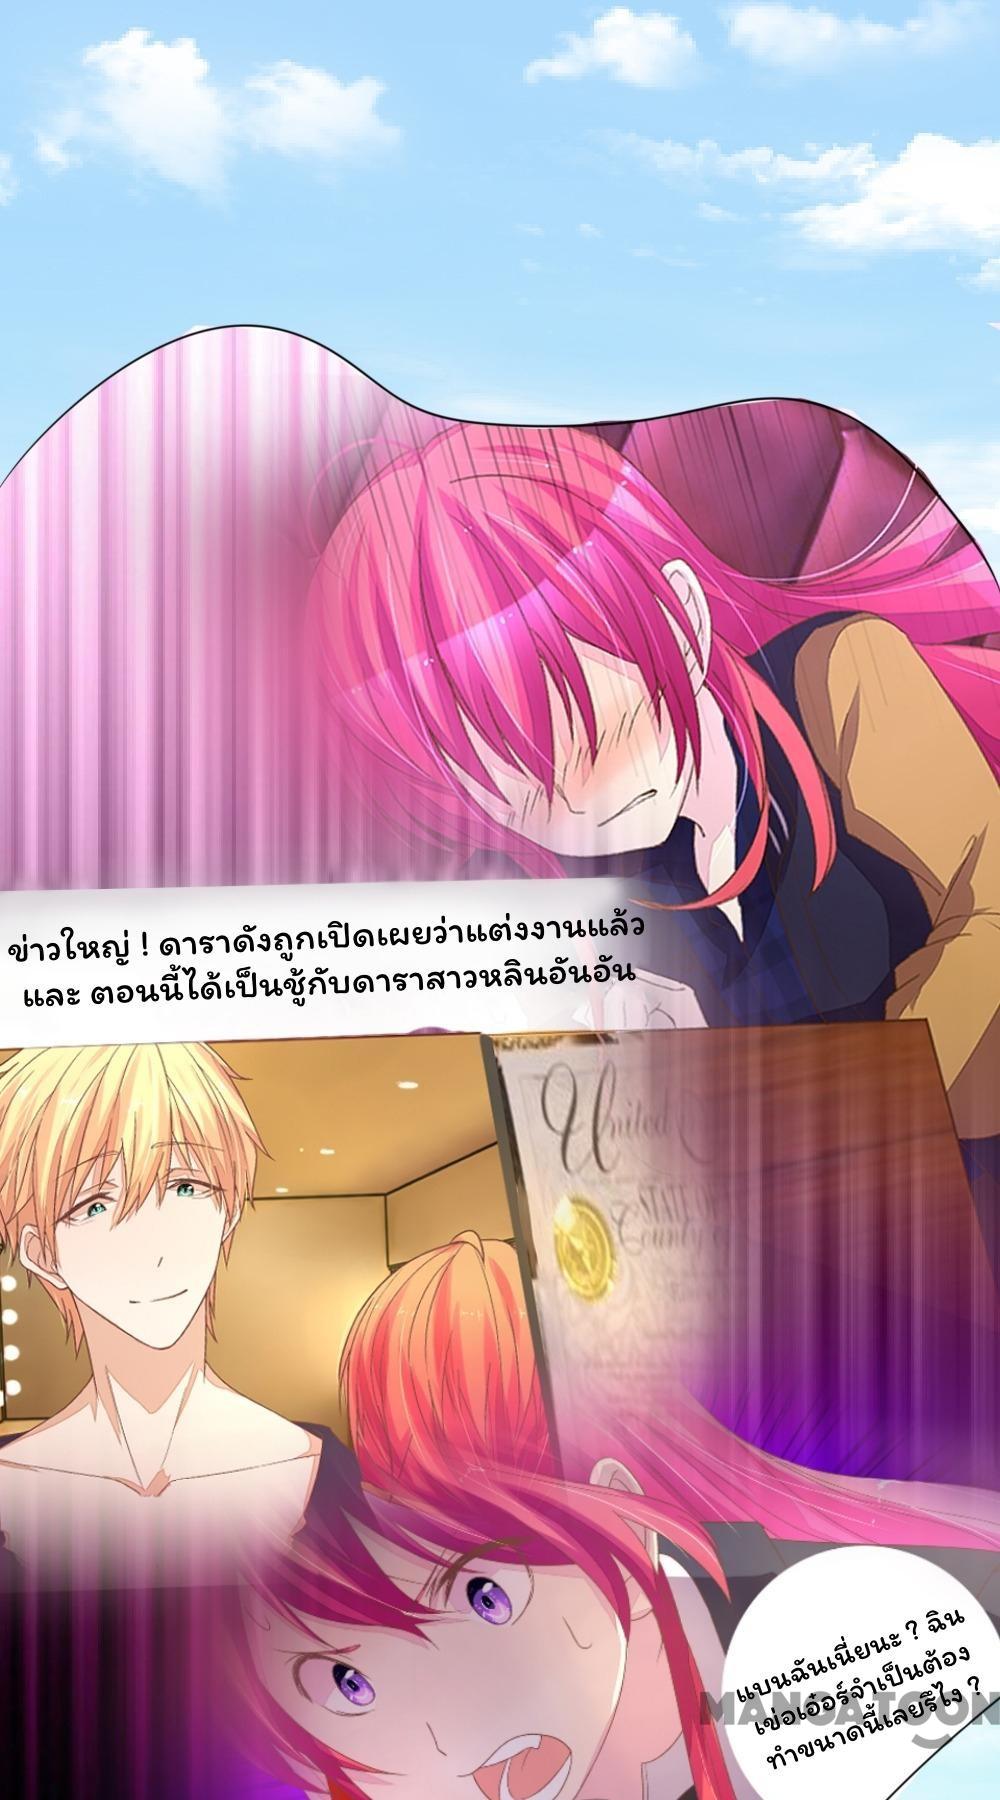 ข่าวใหญ่ ! ดาราดังถูกเปิดเผยว่าแต่งงานแล้ว
และ ตอนนี้ได้เป็นชู้กับดาราสาวหลินอันอัน
United
STATE
County
แบนฉันเนี่ยนะ ? ฉิน
เข่อเอ๋อร์จำเป็นต้อง
ทำขนาดนี้เลยรึไง ?
MANGATOON